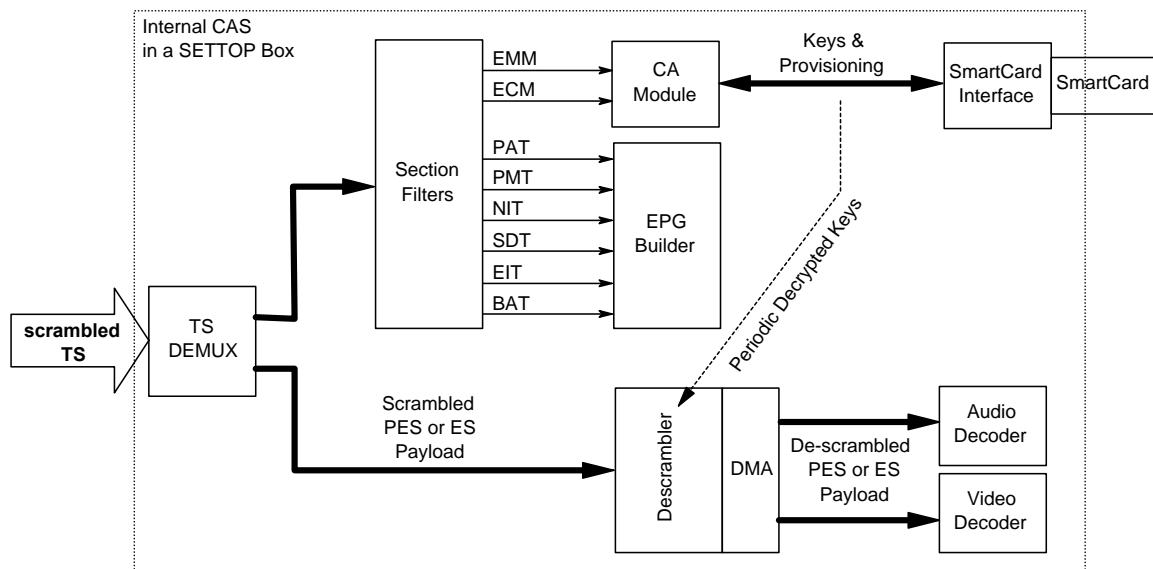 Internal CAS
in a SETTOP Box
EMM
ECM
CA
Module
Keys &
Provisioning
SmartCard
Interface
SmartCard
Section
Filters
PAT
PMT
NIT
SDT
EIT
BAT
EPG
Builder
Periodic Decrypted Keys
scrambled
TS
TS
DEMUX
Scrambled
PES or ES
Payload
Descrambler
DMA
De-scrambled
PES or ES
Payload
Audio
Decoder
Video
Decoder